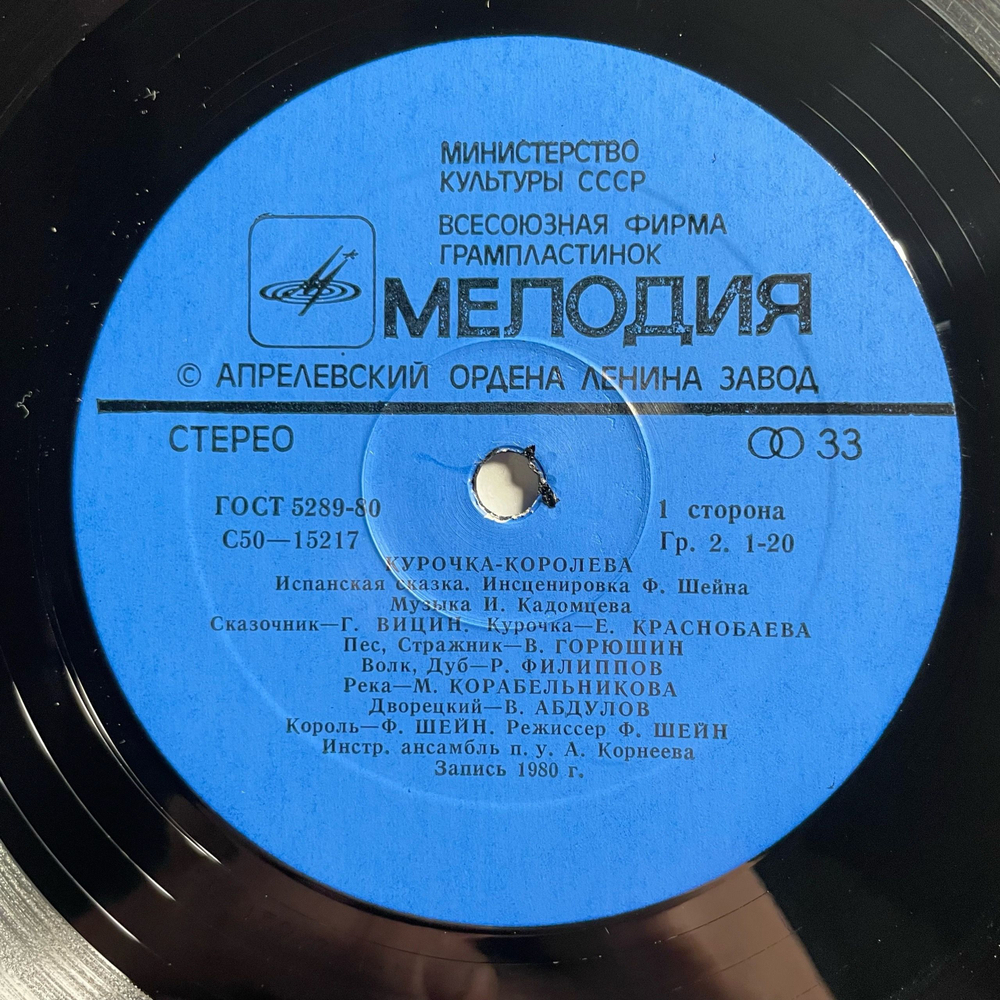 МИНИСТЕРСТВО
КУЛЬТУРЫ СССР
ВСЕСОЮЗНАЯ ФИРМА
ГРАМПЛАСТИНОК
МЕЛОДИЯ
© АПРЕЛЕВСКИЙ ОРДЕНА ЛЕНИНА ЗАВОД
СТЕРЕО
33
ГОСТ 5289-80
1 сторона
С50—15217
Гр. 2. 1-20
КУРОЧКА-КОРОЛЕВА
Испанская сказка. Инсценировка Ф. Шейна
Музыка И. Кадомцева
Сказочник—Г. ВИЦИН. Курочка—Е. КРАСНОБАЕВА
Пес, Стражник—В. ГОРЮШИН
Волк, Дуб—Р. ФИЛИППОВ
Река—М. КОРАБЕЛЬНИКОВА
Дворецкий—В. АБДУЛОВ
Король—Ф. ШЕЙН. Режиссер Ф. ШЕЙН
Инстр. ансамбль п. у. А. Корнеева
Запись 1980 г.